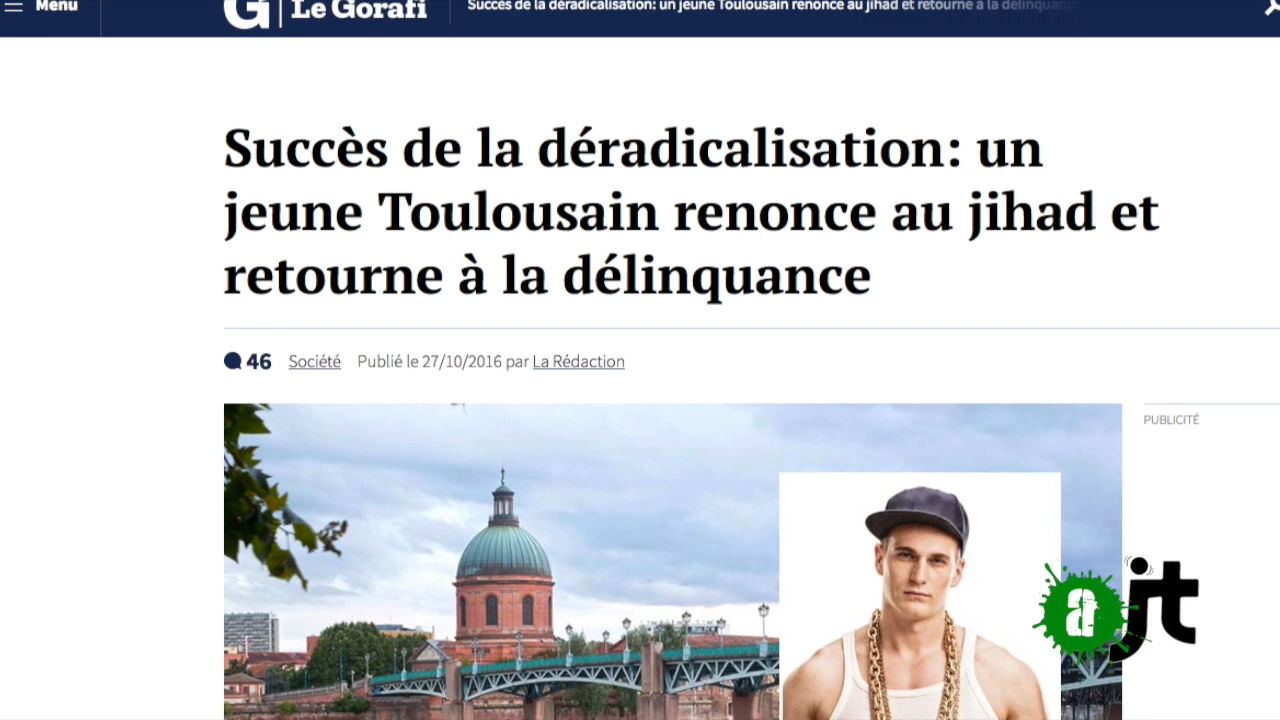 Menu
G | Le Gorafi
Succès de la déradicalisation: un jeune Toulousain renonce au jihad et retourne à la délinquance
Succès de la déradicalisation: un
jeune Toulousain renonce au jihad et
retourne à la délinquance
46 Société Publié le 27/10/2016 par La Rédaction
PUBLICITÉ
ajt